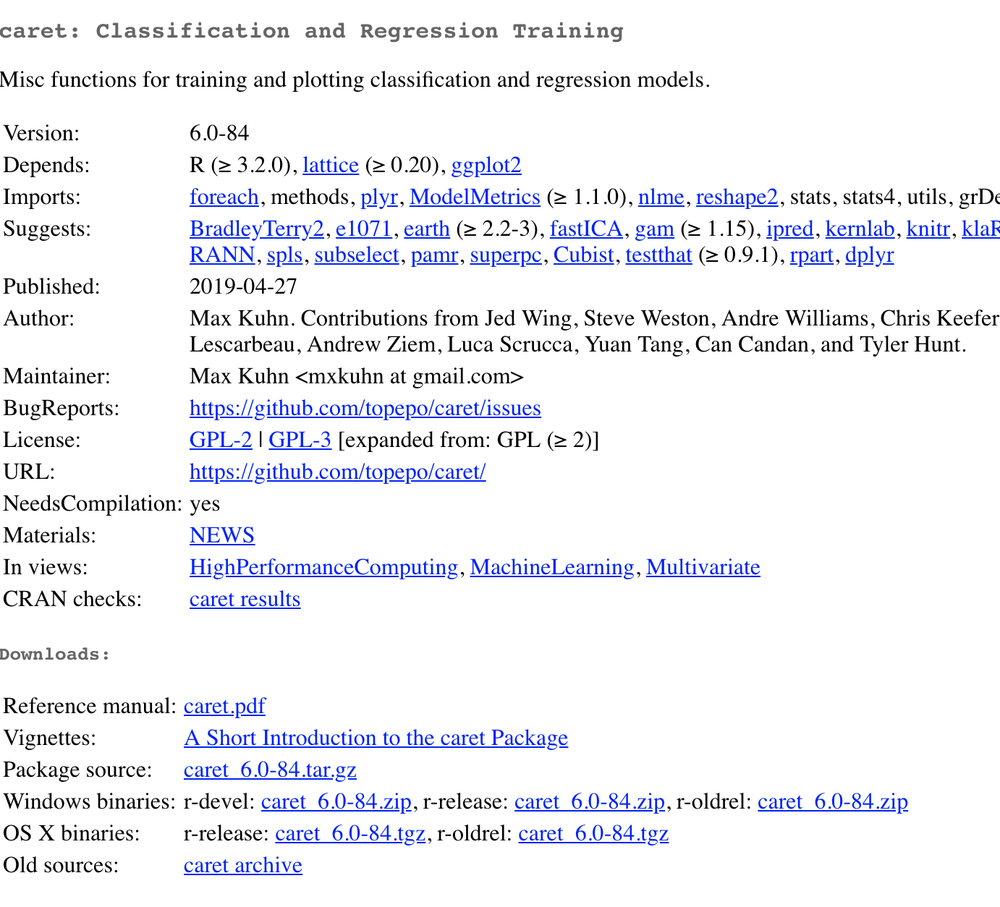 caret: Classification and Regression Training
Misc functions for training and plotting classification and regression models.
Version: 6.0-84
Depends: R (≥ 3.2.0), lattice (≥ 0.20), ggplot2
Imports: foreach, methods, plyr, ModelMetrics (≥ 1.1.0), nlme, reshape2, stats, stats4, utils, grDe
Suggests: BradleyTerry2, e1071, earth (≥ 2.2-3), fastICA, gam (≥ 1.15), ipred, kernlab, knitr, klaR
RANN, spls, subselect, pamr, superpc, Cubist, testthat (≥ 0.9.1), rpart, dplyr
Published: 2019-04-27
Author: Max Kuhn. Contributions from Jed Wing, Steve Weston, Andre Williams, Chris Keefer
Lescarbeau, Andrew Ziem, Luca Scrucca, Yuan Tang, Can Candan, and Tyler Hunt.
Maintainer: Max Kuhn <mxkuhn at gmail.com>
BugReports: https://github.com/topepo/caret/issues
License: GPL-2 | GPL-3 [expanded from: GPL (≥ 2)]
URL: https://github.com/topepo/caret/
NeedsCompilation: yes
Materials: NEWS
In views: HighPerformanceComputing, MachineLearning, Multivariate
CRAN checks: caret results
Downloads:
Reference manual: caret.pdf
Vignettes: A Short Introduction to the caret Package
Package source: caret_6.0-84.tar.gz
Windows binaries: r-devel: caret_6.0-84.zip, r-release: caret_6.0-84.zip, r-oldrel: caret_6.0-84.zip
OS X binaries: r-release: caret_6.0-84.tgz, r-oldrel: caret_6.0-84.tgz
Old sources: caret archive